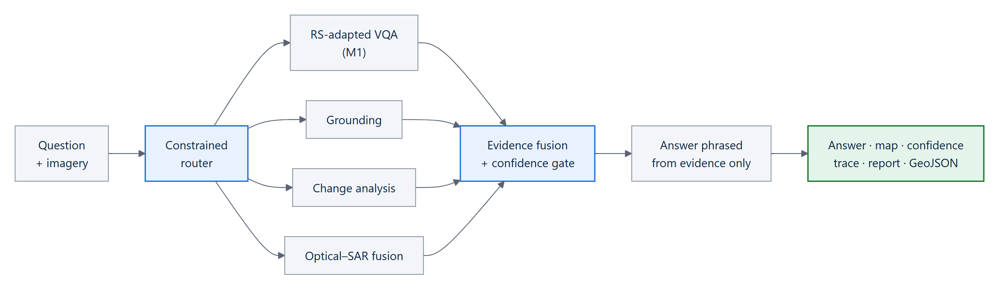 Question
+ imagery
Constrained
router
RS-adapted VQA
(M1)
Grounding
Change analysis
Optical–SAR fusion
Evidence fusion
+ confidence gate
Answer phrased
from evidence only
Answer · map · confidence
trace · report · GeoJSON